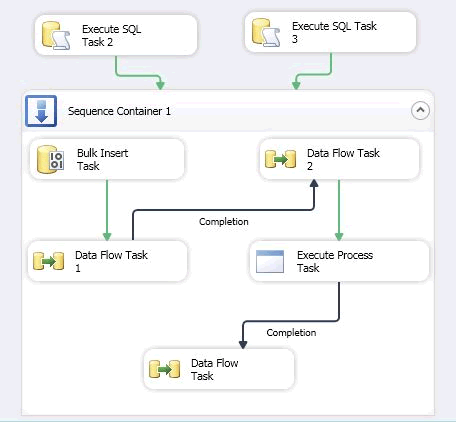 Execute SQL
Task 2
Execute SQL Task
3
Sequence Container 1
Bulk Insert
Task
Data Flow Task
2
Completion
Data Flow Task
1
Execute Process
Task
Completion
Data Flow
Task